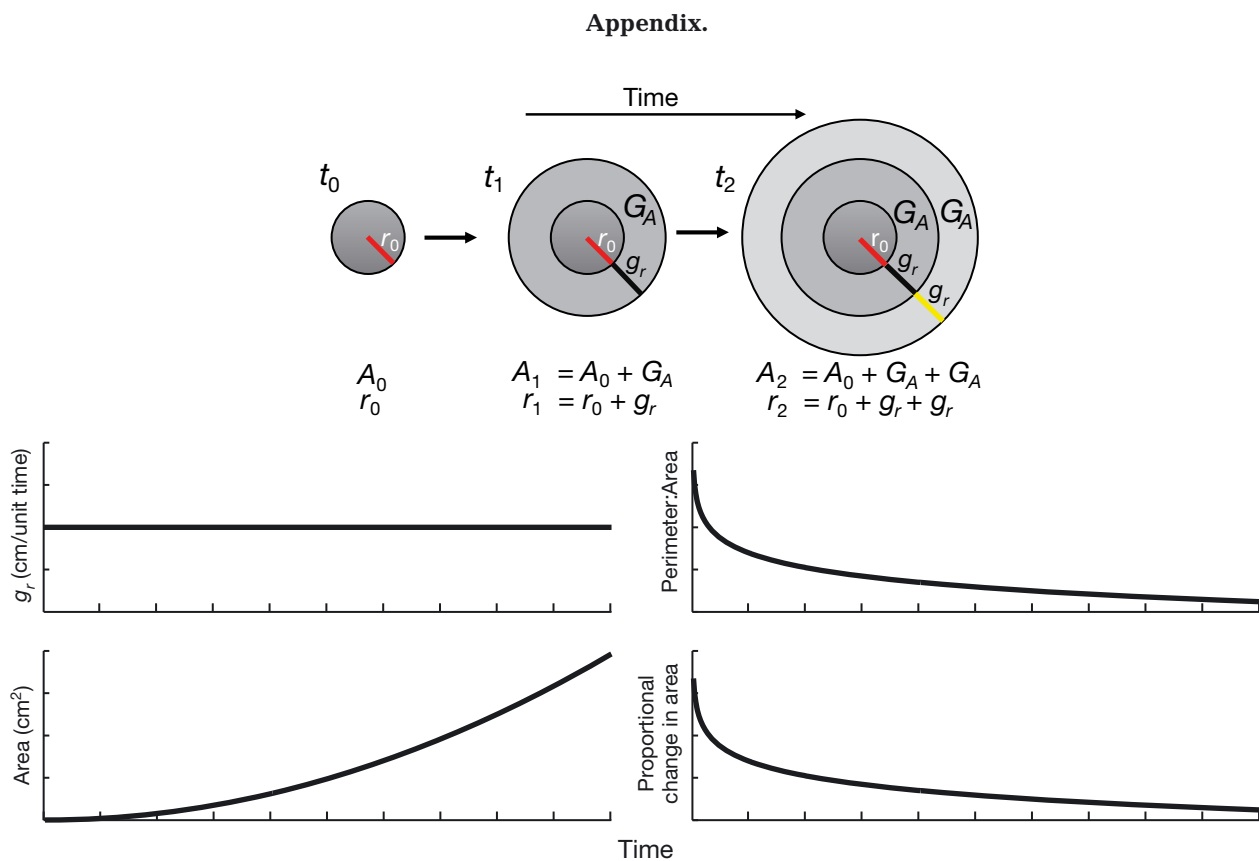 Appendix.
Time
t0 t1 t2
r0 r0 GA gr r0 GA GA gr gr
A0 A1 = A0 + GA A2 = A0 + GA + GA
r0 r1 = r0 + gr r2 = r0 + gr + gr
gr (cm/unit time)
Perimeter:Area
Area (cm²)
Proportional
change in area
Time